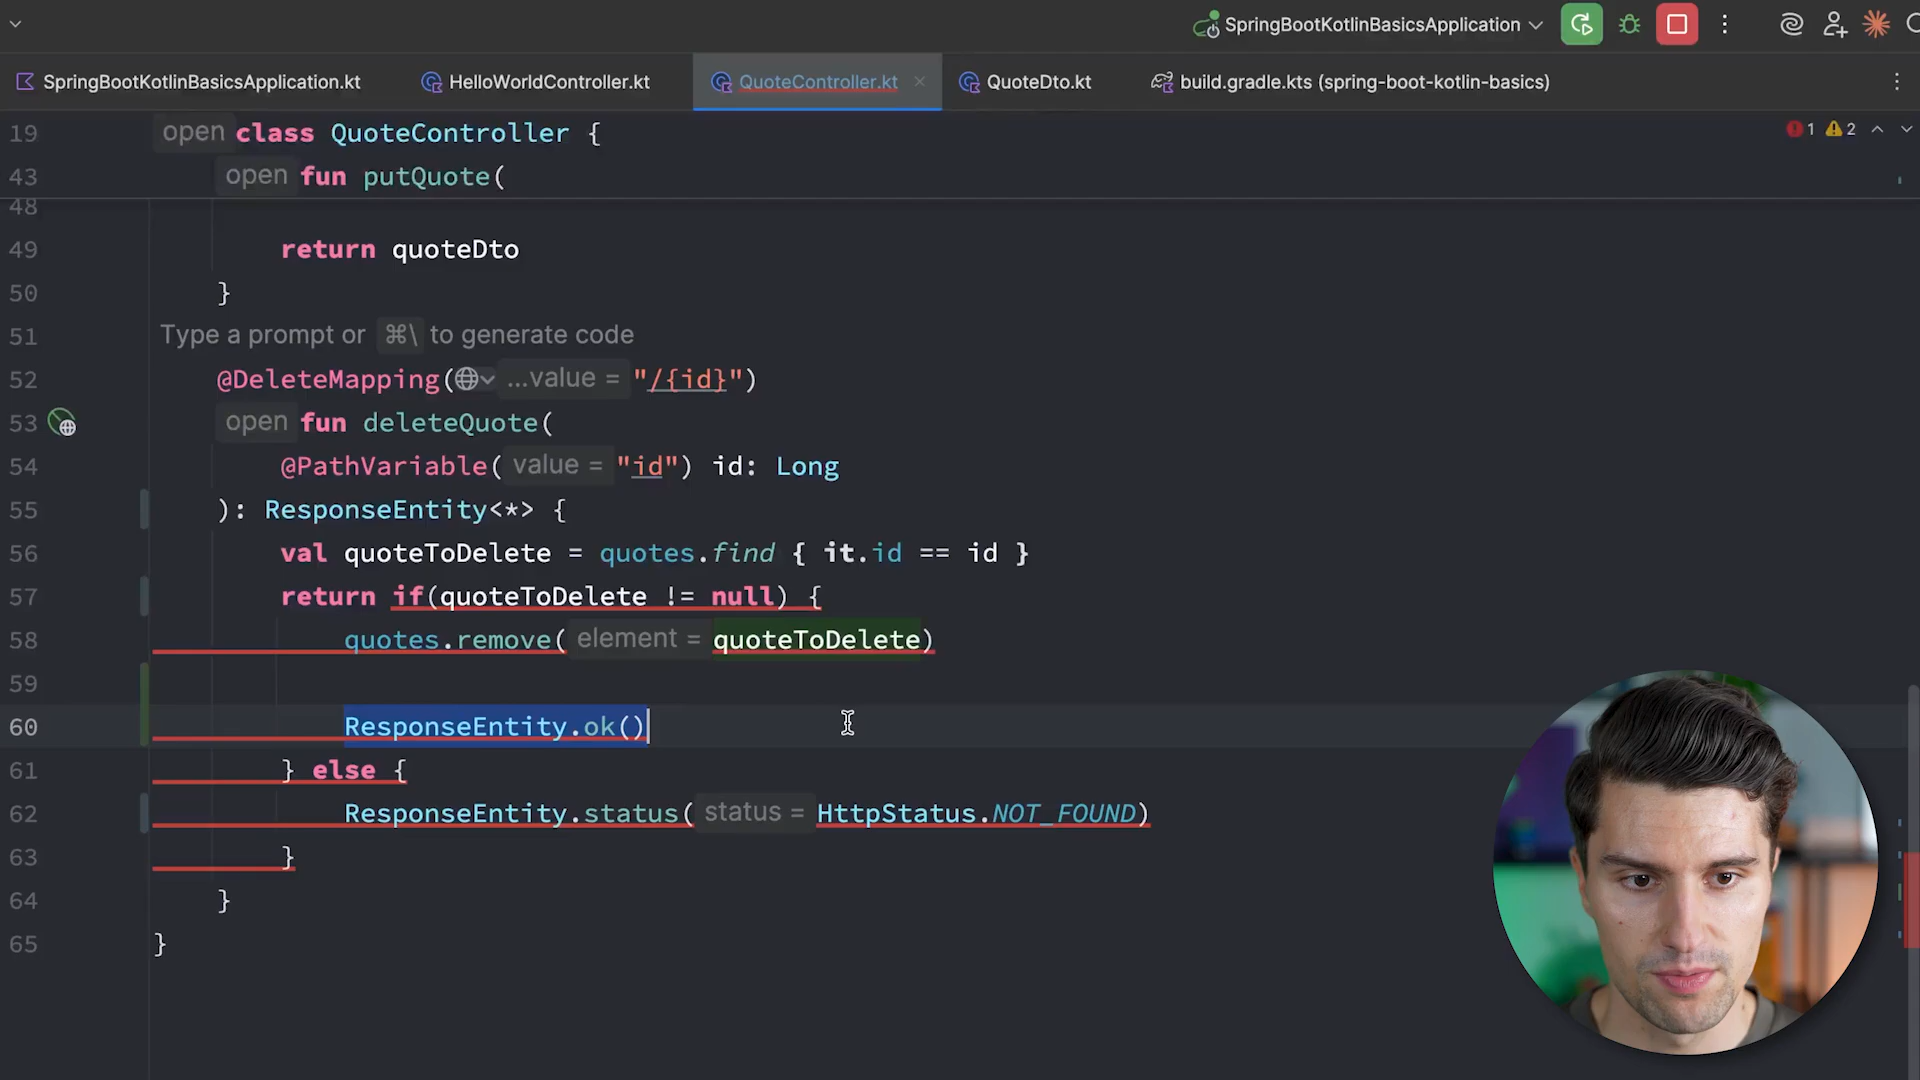 SpringBootKotlinBasicsApplication
SpringBootKotlinBasicsApplication.kt HelloWorldController.kt QuoteController.kt QuoteDto.kt build.gradle.kts (spring-boot-kotlin-basics)
19 open class QuoteController { 1 2
43 open fun putQuote(
48
49 return quoteDto
50 }
51 Type a prompt or ⌘\ to generate code
52 @DeleteMapping( ...value = "/{id}")
53 open fun deleteQuote(
54 @PathVariable( value = "id") id: Long
55 ): ResponseEntity<*> {
56 val quoteToDelete = quotes.find { it.id == id }
57 return if(quoteToDelete != null) {
58 quotes.remove( element = quoteToDelete)
59
60 ResponseEntity.ok()
61 } else {
62 ResponseEntity.status( status = HttpStatus.NOT_FOUND)
63 }
64 }
65 }